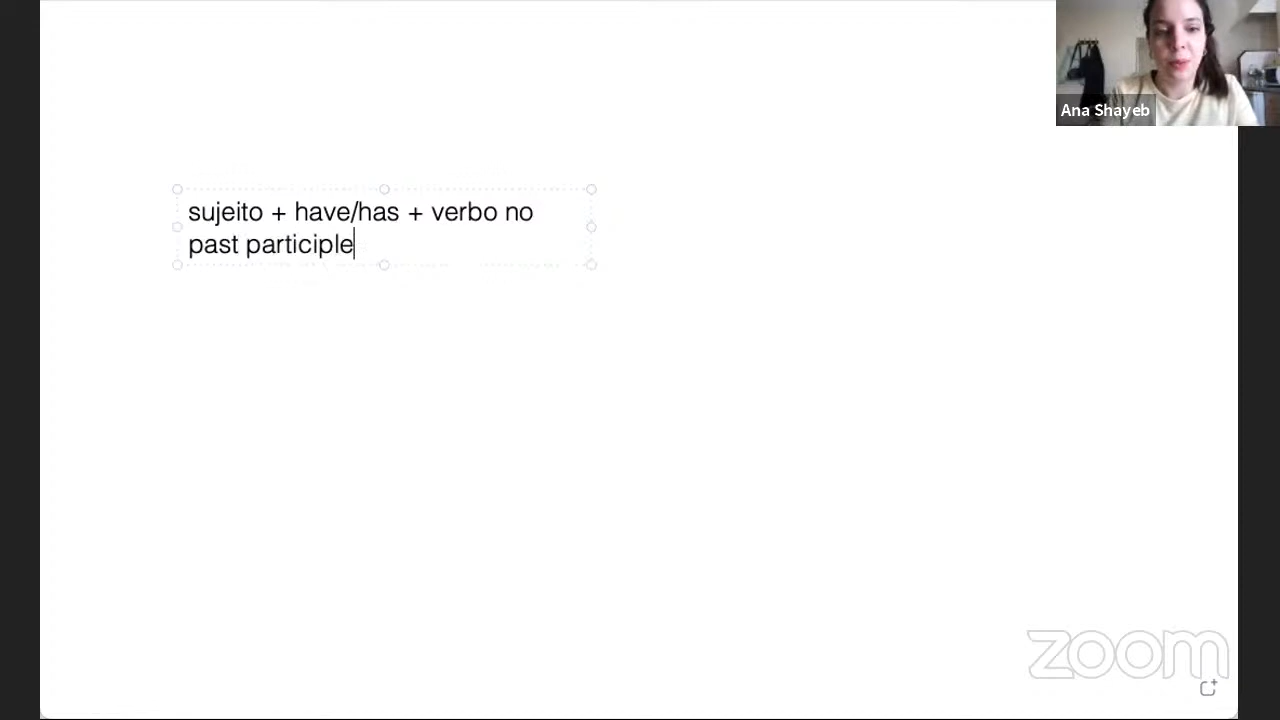 Ana Shayeb
sujeito + have/has + verbo no
past participle
zoom